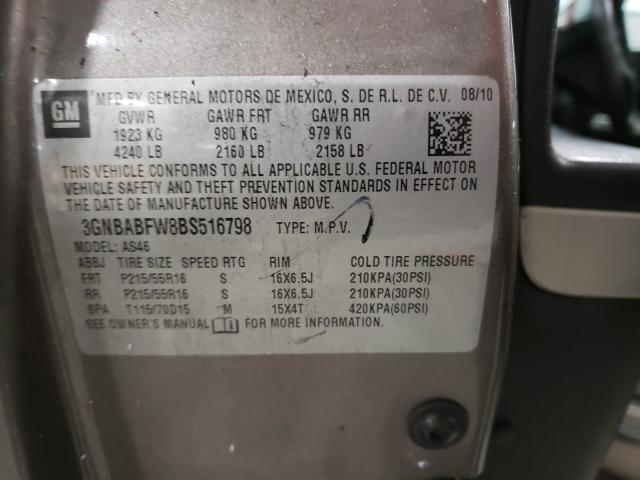 GM
MFD BY GENERAL MOTORS DE MEXICO, S. DE R.L. DE C.V. 08/10
GVWR GAWR FRT GAWR RR
1923 KG 980 KG 979 KG
4240 LB 2160 LB 2158 LB
THIS VEHICLE CONFORMS TO ALL APPLICABLE U.S. FEDERAL MOTOR
VEHICLE SAFETY AND THEFT PREVENTION STANDARDS IN EFFECT ON
THE DATE OF MANUFACTURE SHOWN ABOVE.
3GNBABFW8BS516798 TYPE: M.P.V.
MODEL: AS46
ABBJ TIRE SIZE SPEED RTG RIM COLD TIRE PRESSURE
FRT P215/55R16 S 16X6.5J 210KPA(30PSI)
RR P215/55R16 S 16X6.5J 210KPA(30PSI)
SPA T115/70D15 M 15X4T 420KPA(60PSI)
SEE OWNER'S MANUAL FOR MORE INFORMATION.